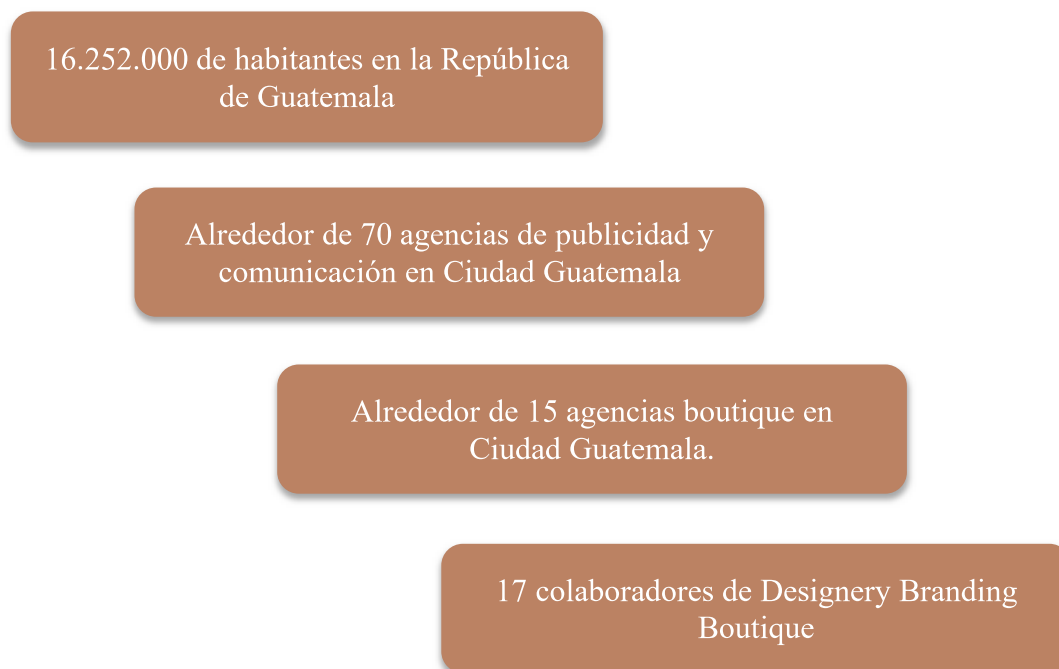 16.252.000 de habitantes en la República
de Guatemala
Alrededor de 70 agencias de publicidad y
comunicación en Ciudad Guatemala
Alrededor de 15 agencias boutique en
Ciudad Guatemala.
17 colaboradores de Designery Branding
Boutique